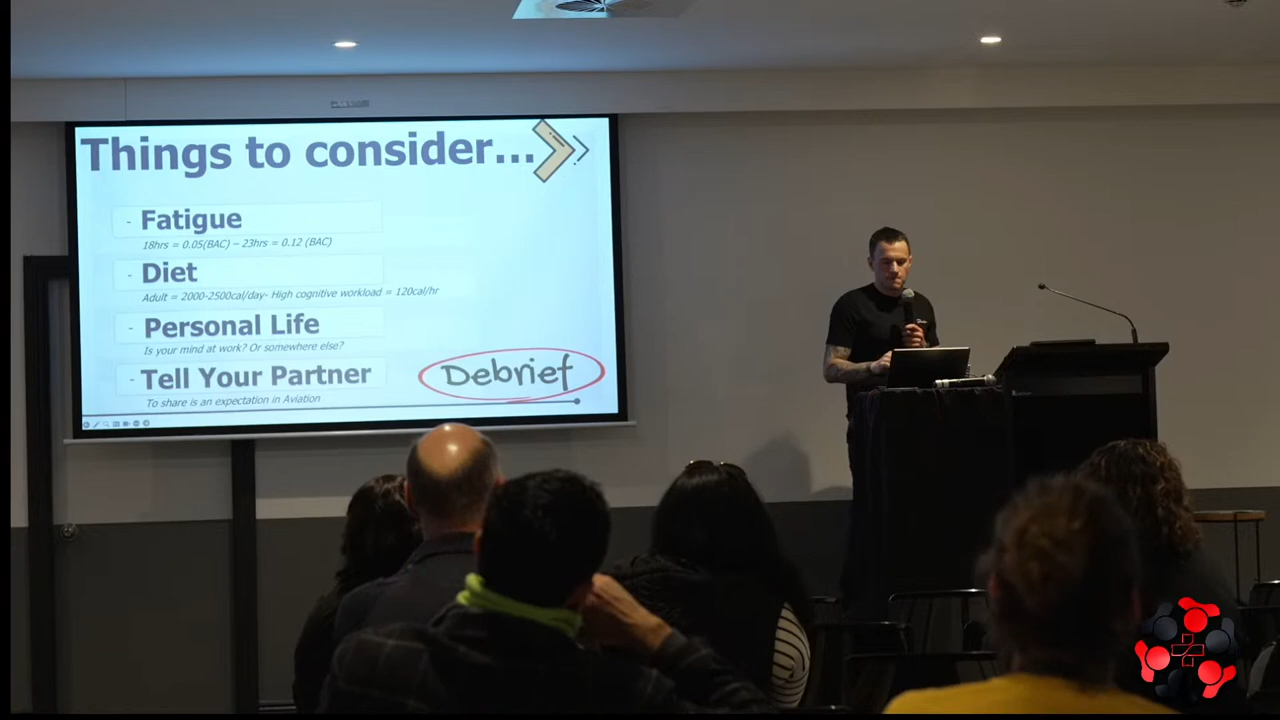 Things to consider...
- Fatigue
18hrs = 0.05(BAC) – 23hrs = 0.12 (BAC)
- Diet
Adult = 2000-2500cal/day- High cognitive workload = 120cal/hr
- Personal Life
Is your mind at work? Or somewhere else?
- Tell Your Partner
To share is an expectation in Aviation
Debrief